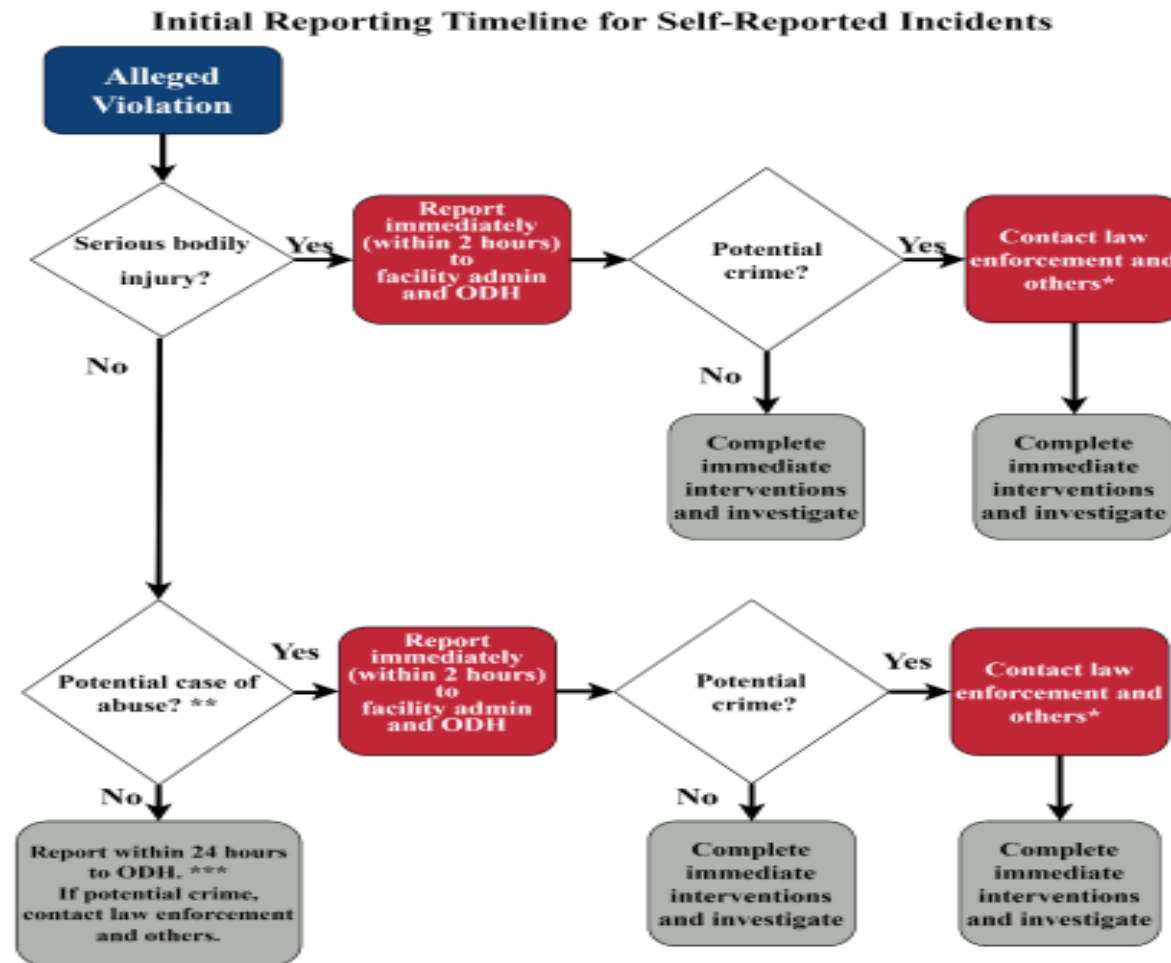 Initial Reporting Timeline for Self-Reported Incidents
Alleged
Violation
Serious bodily
injury?
Yes
Report
immediately
(within 2 hours)
to
facility admin
and ODH
Potential
crime?
Yes
Contact law
enforcement and
others*
No
No
Complete
immediate
interventions
and investigate
Complete
immediate
interventions
and investigate
Potential case of
abuse? **
Yes
Report
immediately
(within 2 hours)
to
facility admin
and ODH
Potential
crime?
Yes
Contact law
enforcement and
others*
No
Report within 24 hours
to ODH. ***
If potential crime,
contact law enforcement
and others.
No
Complete
immediate
interventions
and investigate
Complete
immediate
interventions
and investigate